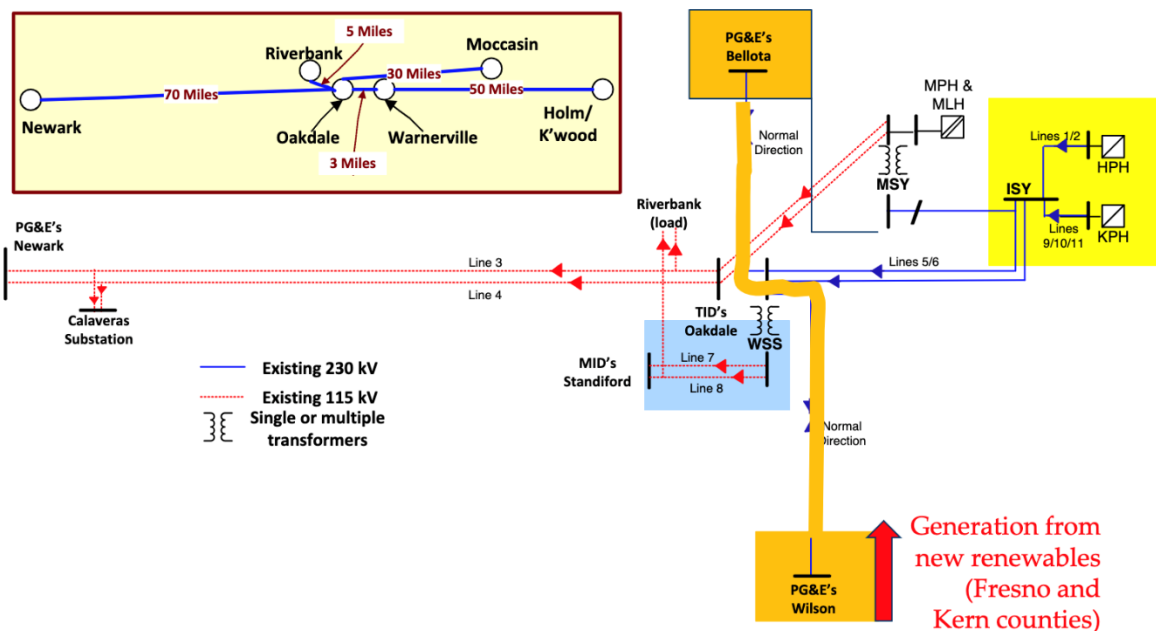 5 Miles
Riverbank
Moccasin
30 Miles
70 Miles
50 Miles
Newark
Oakdale
Warnerville
Holm/
K'wood
3 Miles
PG&E's
Bellota
Normal
Direction
MPH &
MLH
MSY
Lines 1/2
HPH
ISY
Lines
9/10/11
KPH
PG&E's
Newark
Riverbank
(load)
Line 3
Line 4
Lines 5/6
Calaveras
Substation
TID's
Oakdale
WSS
MID's
Standiford
Line 7
Line 8
Existing 230 kV
Existing 115 kV
Single or multiple
transformers
Normal
Direction
PG&E's
Wilson
Generation from
new renewables
(Fresno and
Kern counties)